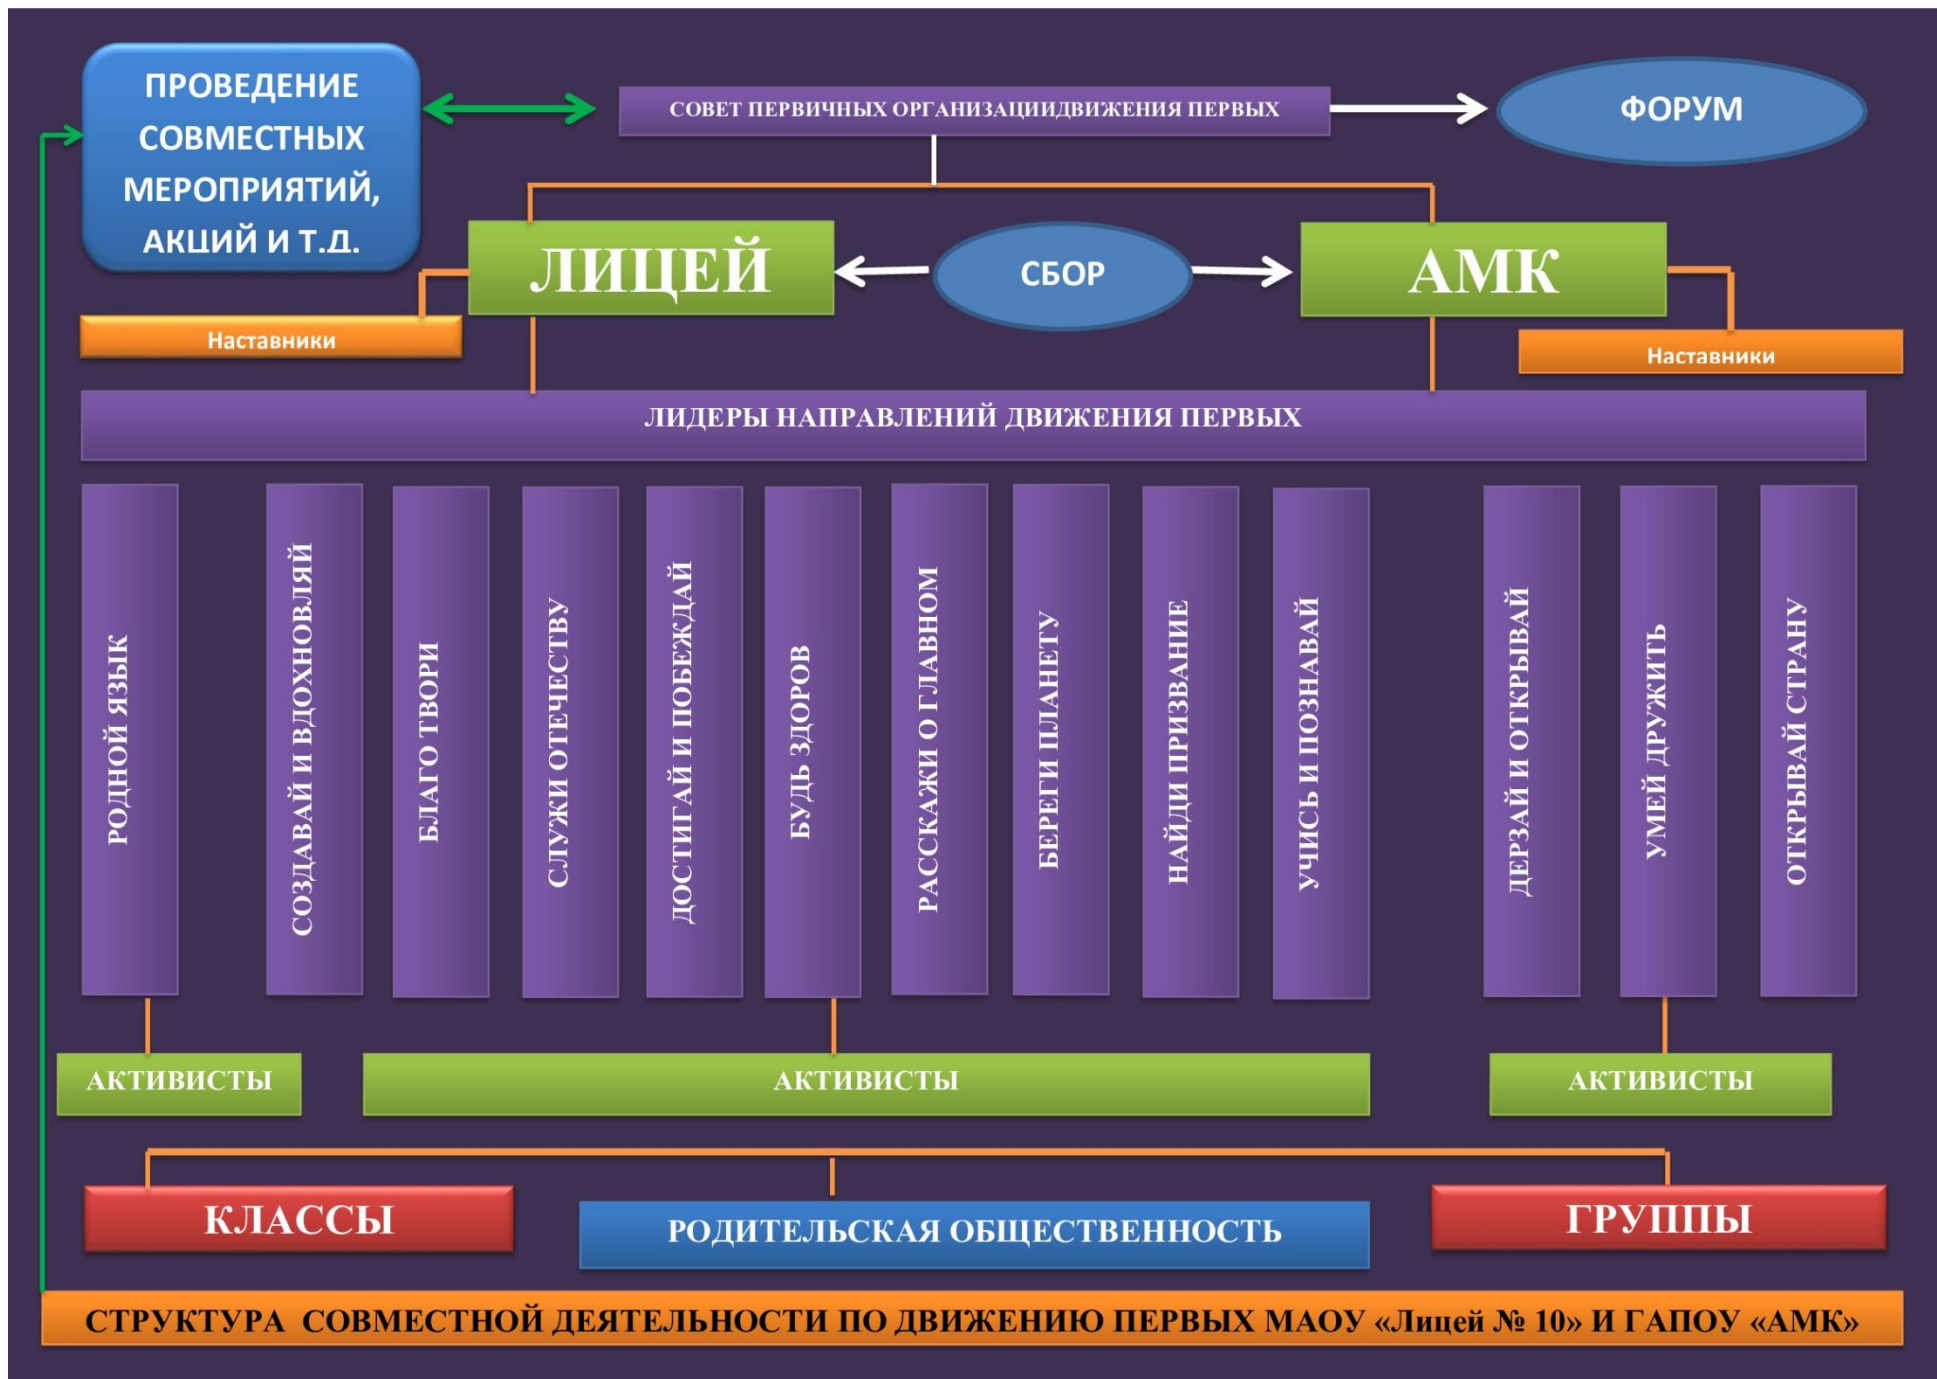 ПРОВЕДЕНИЕ
СОВМЕСТНЫХ
МЕРОПРИЯТИЙ,
АКЦИЙ И Т.Д.
СОВЕТ ПЕРВИЧНЫХ ОРГАНИЗАЦИИДВИЖЕНИЯ ПЕРВЫХ
ФОРУМ
ЛИЦЕЙ
СБОР
АМК
Наставники
Наставники
ЛИДЕРЫ НАПРАВЛЕНИЙ ДВИЖЕНИЯ ПЕРВЫХ
РОДНОЙ ЯЗЫК
СОЗДАВАЙ И ВДОХНОВЛЯЙ
БЛАГО ТВОРИ
СЛУЖИ ОТЕЧЕСТВУ
ДОСТИГАЙ И ПОБЕЖДАЙ
БУДЬ ЗДОРОВ
РАССКАЖИ О ГЛАВНОМ
БЕРЕГИ ПЛАНЕТУ
НАЙДИ ПРИЗВАНИЕ
УЧИСЬ И ПОЗНАВАЙ
ДЕРЗАЙ И ОТКРЫВАЙ
УМЕЙ ДРУЖИТЬ
ОТКРЫВАЙ СТРАНУ
АКТИВИСТЫ
АКТИВИСТЫ
АКТИВИСТЫ
КЛАССЫ
РОДИТЕЛЬСКАЯ ОБЩЕСТВЕННОСТЬ
ГРУППЫ
СТРУКТУРА СОВМЕСТНОЙ ДЕЯТЕЛЬНОСТИ ПО ДВИЖЕНИЮ ПЕРВЫХ МАОУ «Лицей № 10» И ГАПОУ «АМК»